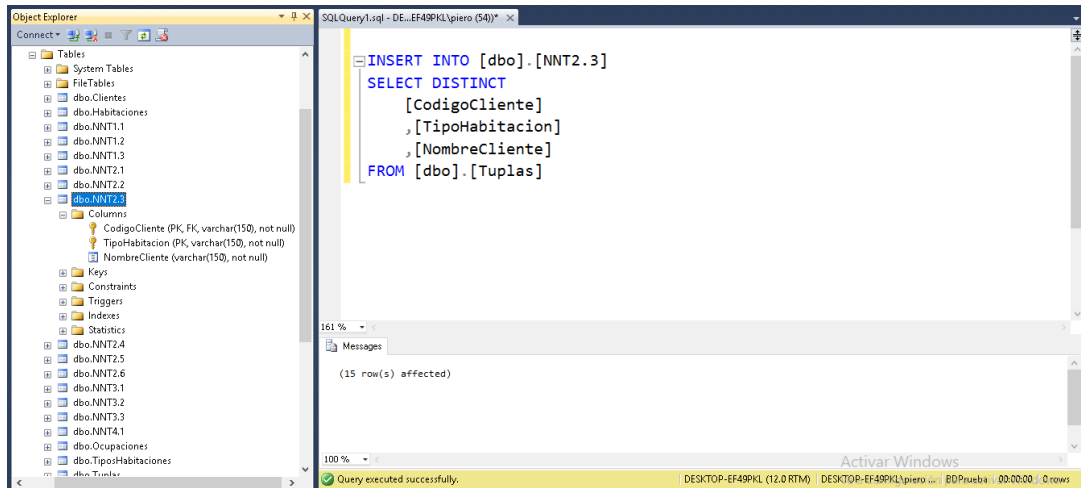 Object Explorer
Connect
Tables
System Tables
FileTables
dbo.Clientes
dbo.Habitaciones
dbo.NNT1.1
dbo.NNT1.2
dbo.NNT1.3
dbo.NNT2.1
dbo.NNT2.2
dbo.NNT2.3
Columns
CodigoCliente (PK, FK, varchar(150), not null)
TipoHabitacion (PK, varchar(150), not null)
NombreCliente (varchar(150), not null)
Keys
Constraints
Triggers
Indexes
Statistics
dbo.NNT2.4
dbo.NNT2.5
dbo.NNT2.6
dbo.NNT3.1
dbo.NNT3.2
dbo.NNT3.3
dbo.NNT4.1
dbo.Ocupaciones
dbo.TiposHabitaciones
dbo.Tuplas
SQLQuery1.sql - DE...EF49PKL\piero (54))*
INSERT INTO [dbo].[NNT2.3]
SELECT DISTINCT
[CodigoCliente]
,[TipoHabitacion]
,[NombreCliente]
FROM [dbo].[Tuplas]
161 %
Messages
(15 row(s) affected)
100 %
Activar Windows
Query executed successfully.
DESKTOP-EF49PKL (12.0 RTM)
DESKTOP-EF49PKL\piero ...
BDPrueba
00:00:00
0 rows